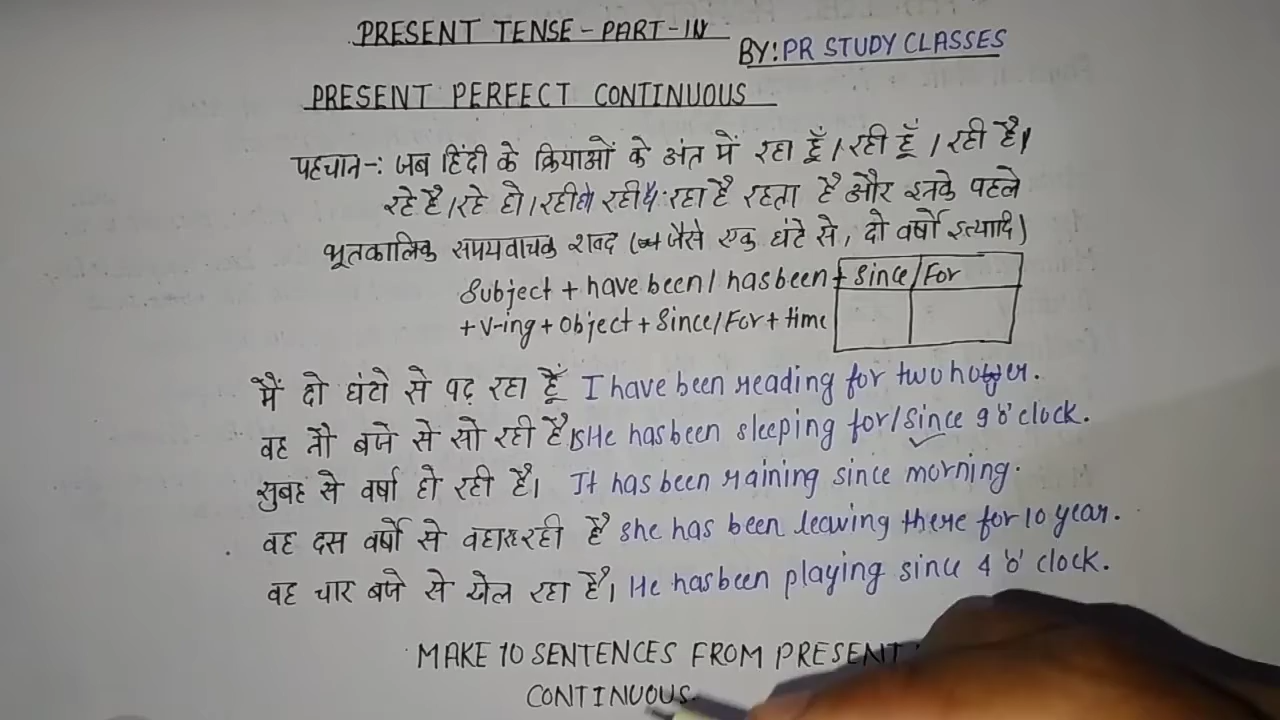 PRESENT TENSE - PART-IV
BY: PR STUDY CLASSES
PRESENT PERFECT CONTINUOUS
पहचान-: जब हिंदी के क्रियाओं के अंत में रहा हूँ। रही हूँ । रही है।
रहे है। रहे हो। रही रही रहा है रहता है और इनके पहले
भूतकालिक समयवाचक शब्द ( जैसे एक घंटे से, दो वर्षो इत्यादि)
Subject + have been / has been + Since/For
+ V-ing + Object + Since/For + time
मैं दो घंटो से पढ़ रहा हूँ I have been reading for two
वह नौ बजे से सो रही है। SHe has been sleeping for/Since 9 o' clock.
सुबह से वर्षा हो रही है। It has been raining since morning.
वह दस वर्षो से रही है She has been leaving there for 10 year.
वह चार बजे से खेल रहा है। He has been playing since 4 'o' clock.
MAKE 10 SENTENCES FROM PRESENT
CONTINUOUS.